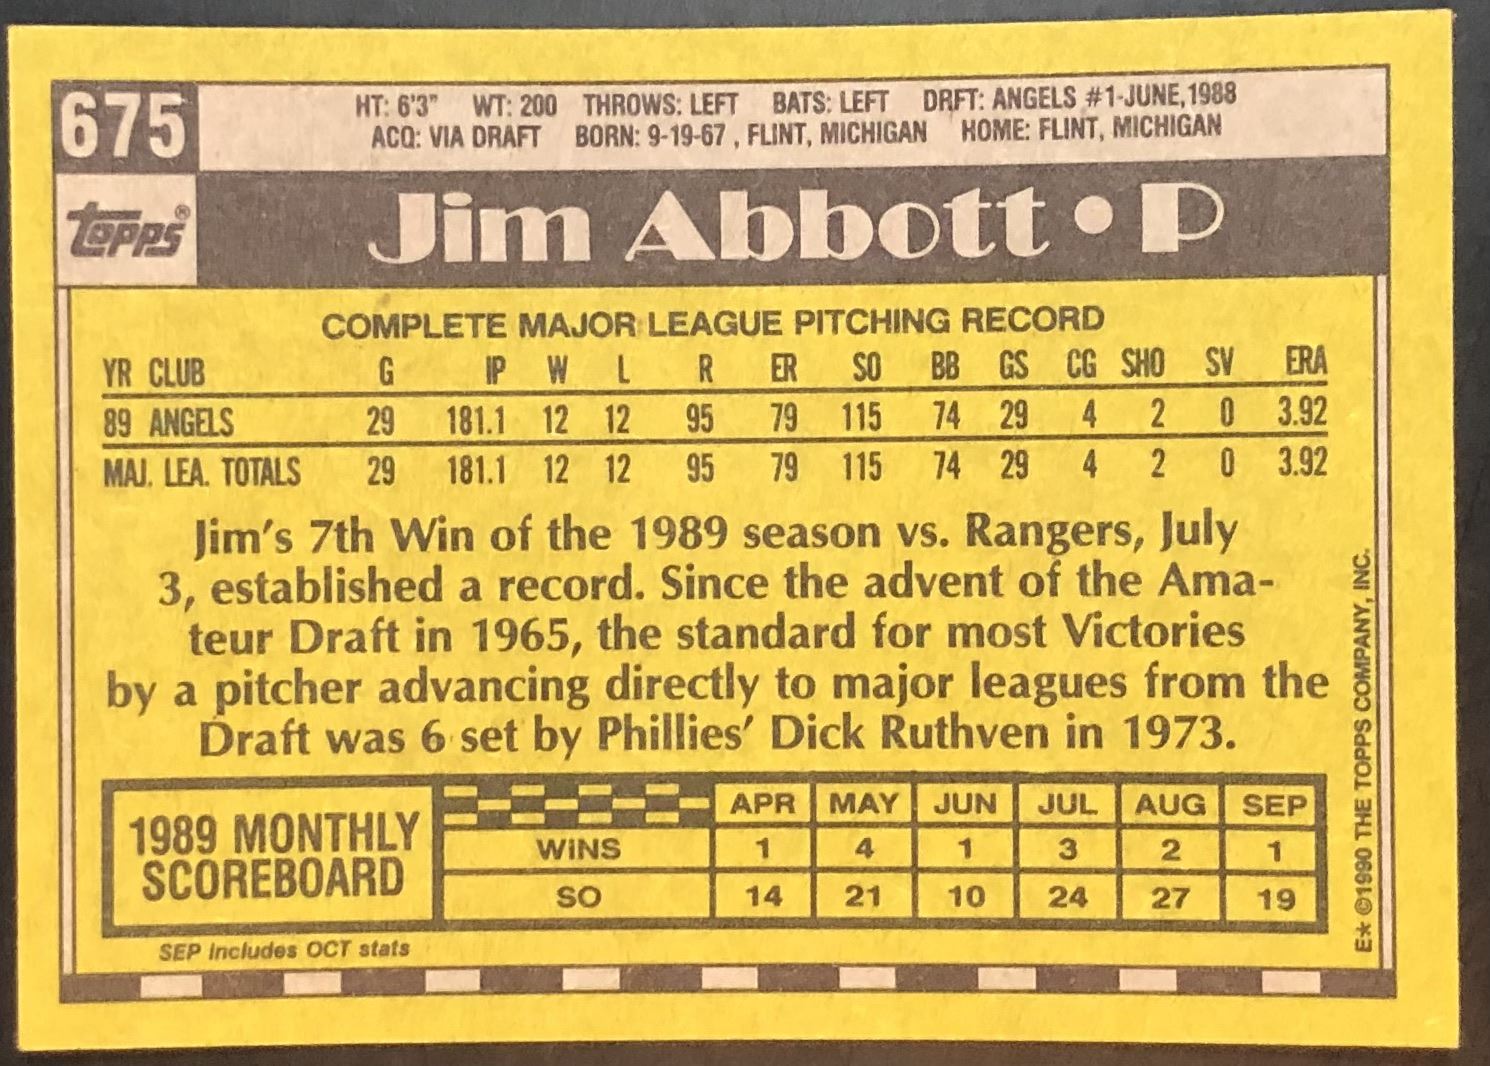 675
HT: 6'3" WT: 200 THROWS: LEFT BATS: LEFT DRFT: ANGELS #1-JUNE, 1988
ACQ: VIA DRAFT BORN: 9-19-67 , FLINT, MICHIGAN HOME: FLINT, MICHIGAN
Topps®
Jim Abbott • P
COMPLETE MAJOR LEAGUE PITCHING RECORD
YR CLUB G IP W L R ER SO BB GS CG SHO SV ERA
89 ANGELS 29 181.1 12 12 95 79 115 74 29 4 2 0 3.92
MAJ. LEA. TOTALS 29 181.1 12 12 95 79 115 74 29 4 2 0 3.92
Jim's 7th Win of the 1989 season vs. Rangers, July
3, established a record. Since the advent of the Ama-
teur Draft in 1965, the standard for most Victories
by a pitcher advancing directly to major leagues from the
Draft was 6 set by Phillies' Dick Ruthven in 1973.
1989 MONTHLY
SCOREBOARD
APR MAY JUN JUL AUG SEP
WINS 1 4 1 3 2 1
SO 14 21 10 24 27 19
SEP Includes OCT stats
E* ©1990 THE TOPPS COMPANY, INC.